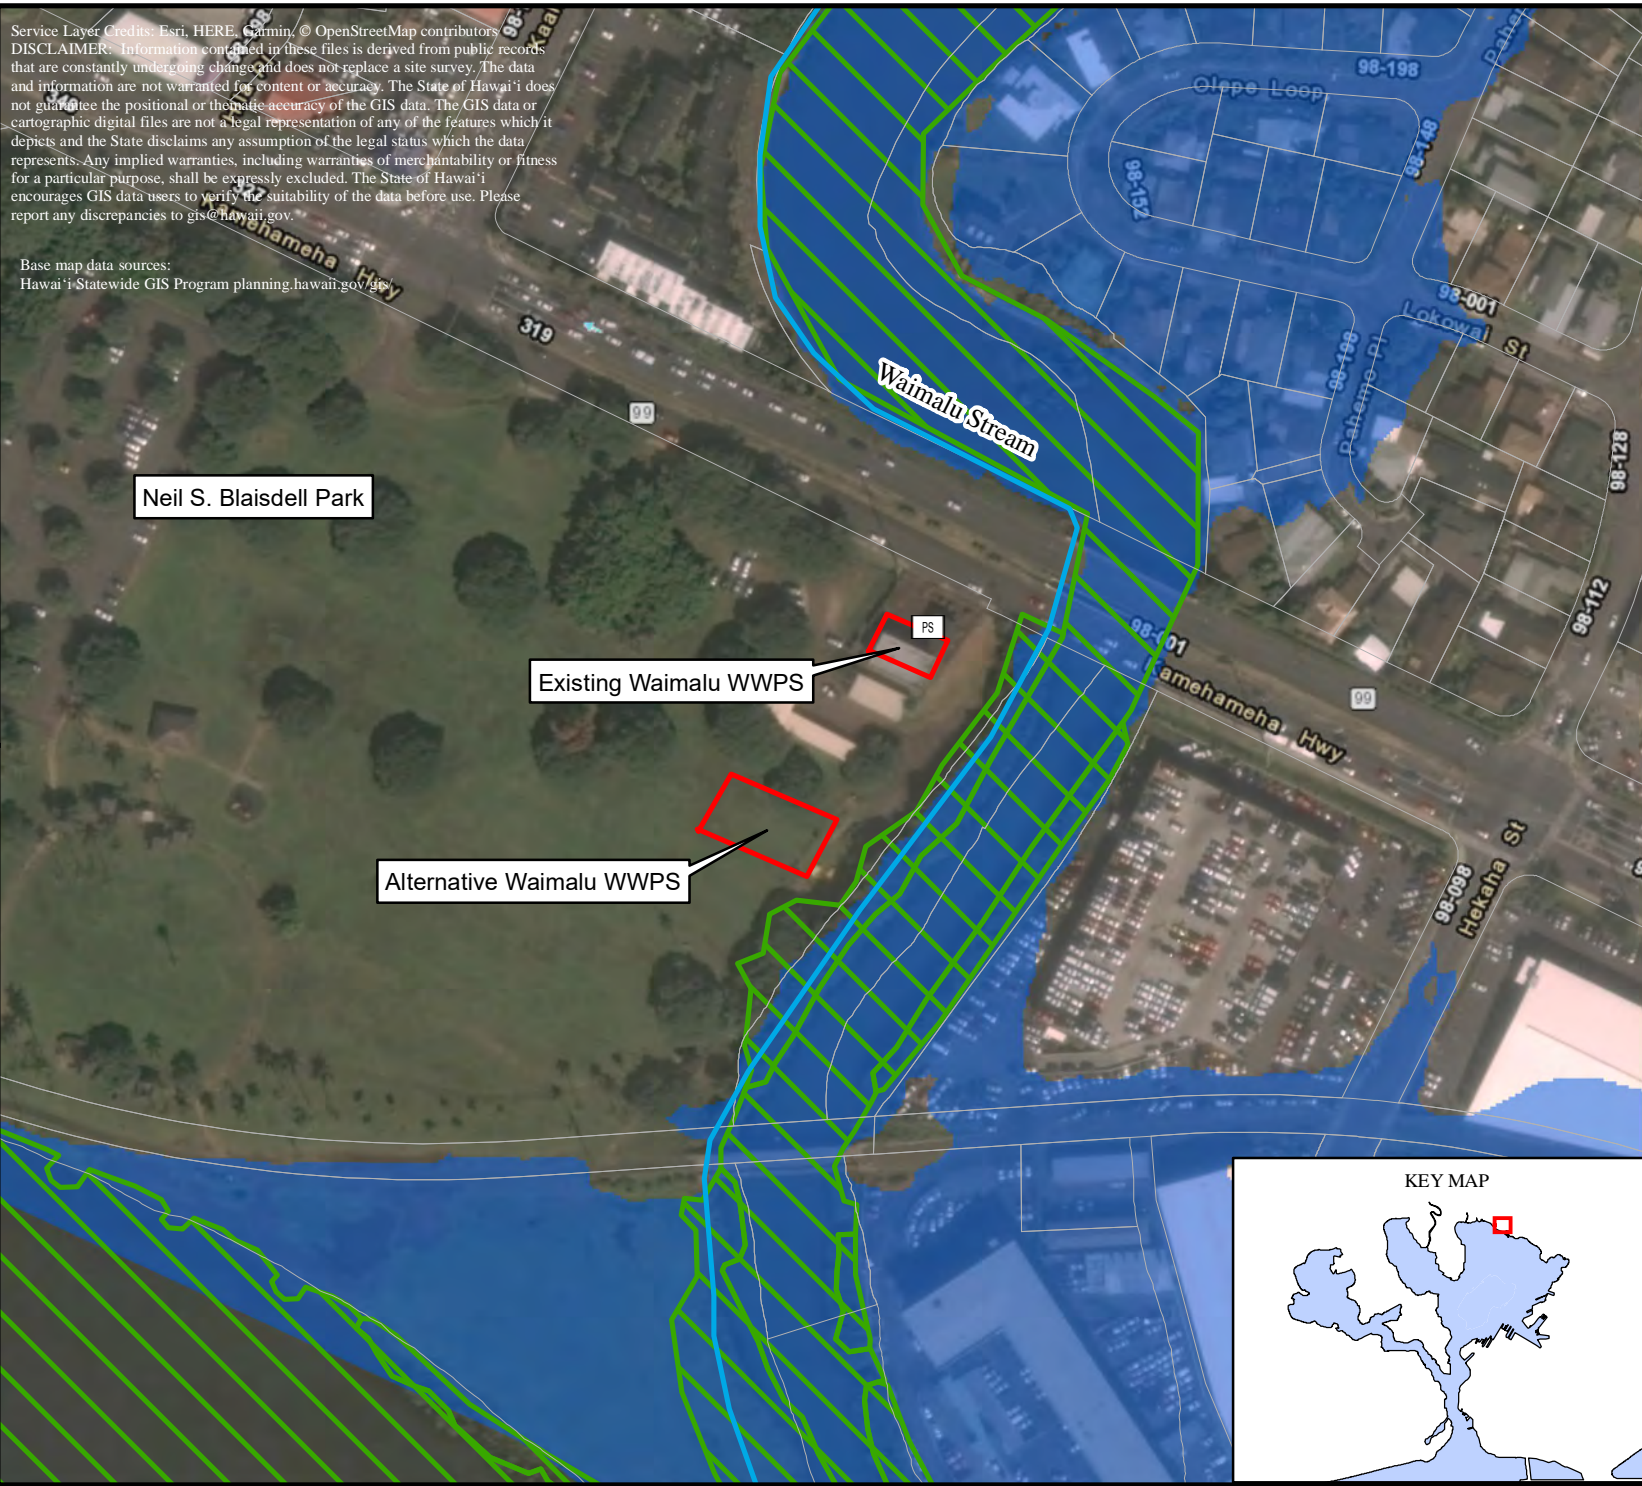 Service Layer Credits: Esri, HERE, Garmin, © OpenStreetMap contributors
DISCLAIMER: Information contained in these files is derived from public records
that are constantly undergoing change and does not replace a site survey. The data
and information are not warranted for content or accuracy. The State of Hawaiʻi does
not guarantee the positional or thematic accuracy of the GIS data. The GIS data or
cartographic digital files are not a legal representation of any of the features which it
depicts and the State disclaims any assumption of the legal status which the data
represents. Any implied warranties, including warranties of merchantability or fitness
for a particular purpose, shall be expressly excluded. The State of Hawaiʻi
encourages GIS data users to verify the suitability of the data before use. Please
report any discrepancies to gis@hawaii.gov.
Base map data sources:
Hawaiʻi Statewide GIS Program planning.hawaii.gov/gis/
327
Kamehameha Hwy
319
99
98-198
Olepe Loop
98-148
98-152
98-001
Lokowai St
98-198
Pahemo Pl
98-128
98-112
Waimalu Stream
Neil S. Blaisdell Park
PS
Existing Waimalu WWPS
98-001
Kamehameha Hwy
99
Alternative Waimalu WWPS
98-098
Hekaha St
KEY MAP